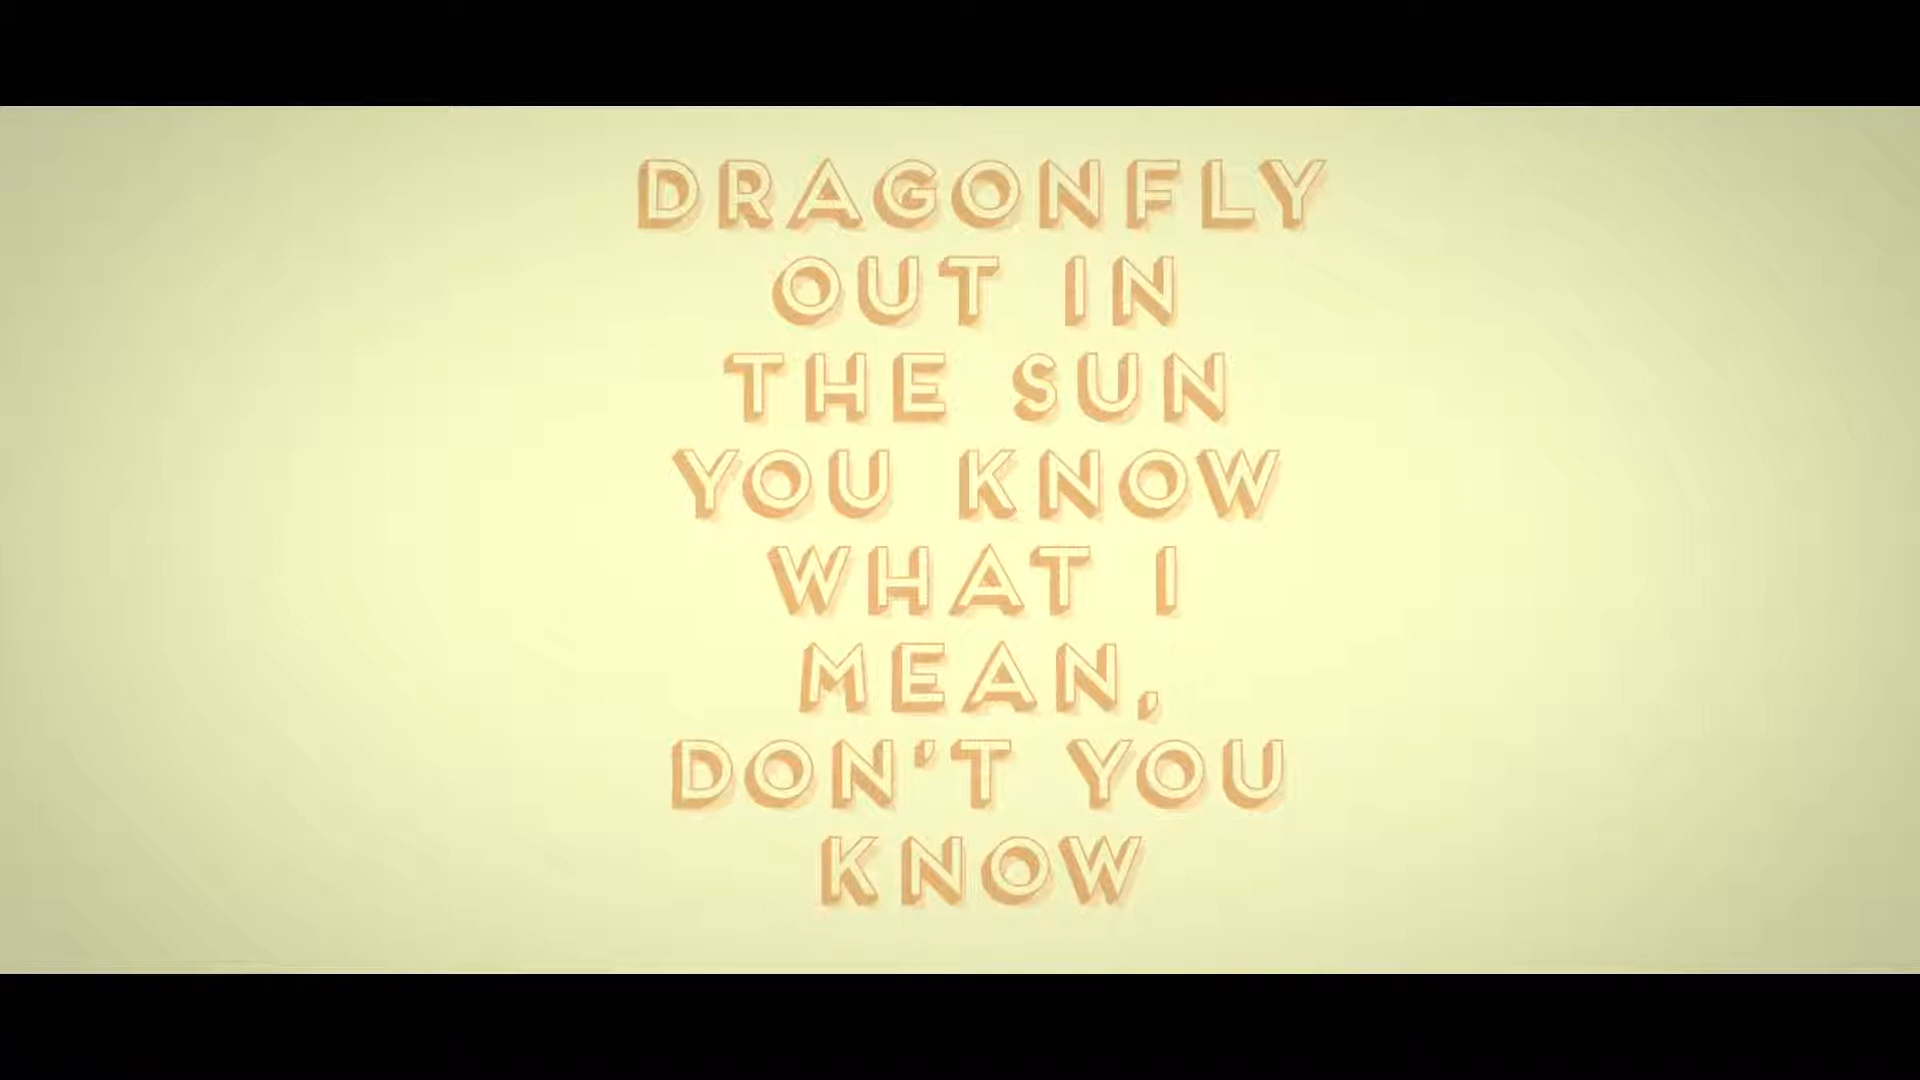 DRAGONFLY
OUT IN
THE SUN
YOU KNOW
WHAT I
MEAN,
DON'T YOU
KNOW